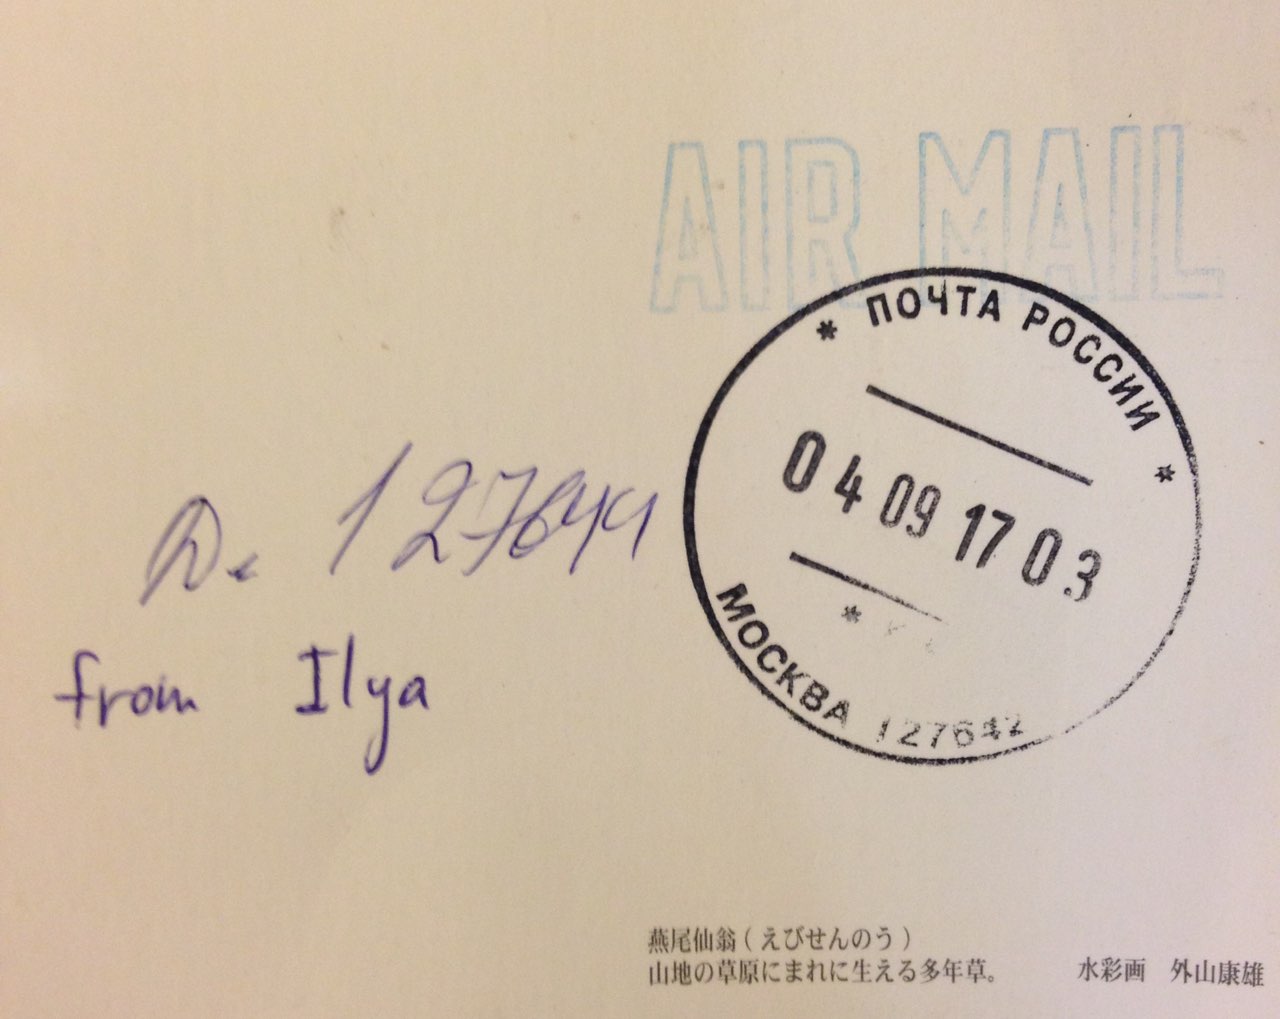 AIR MAIL
* ПОЧТА РОССИИ *
04 09 17 03
*
МОСКВА 127642
127644
from Ilya
燕尾仙翁(えびせんのう)
山地の草原にまれに生える多年草。 水彩画 外山康雄